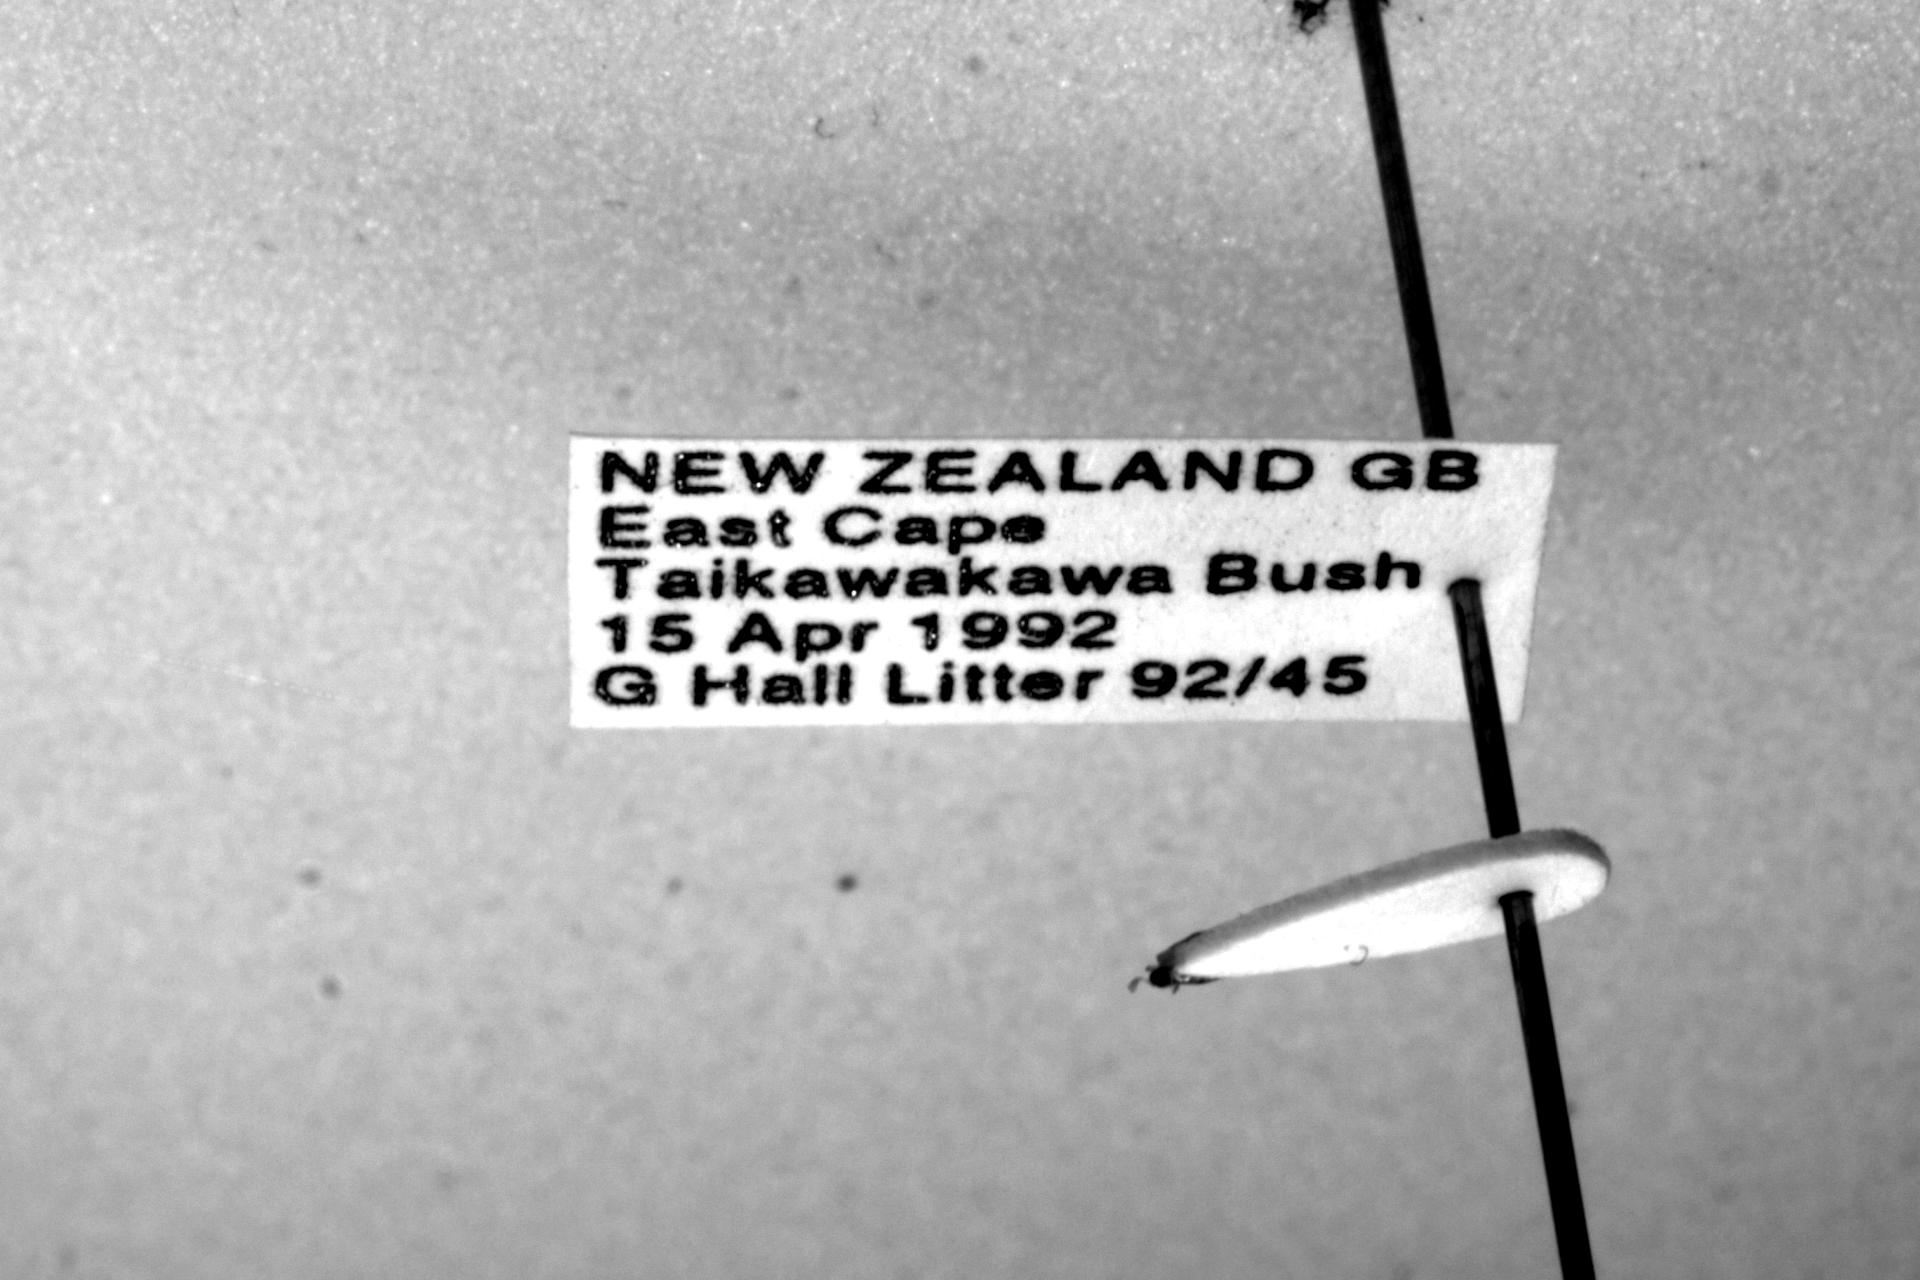 NEW ZEALAND GB
East Cape
Taikawakawa Bush
15 Apr 1992
G Hall Litter 92/45